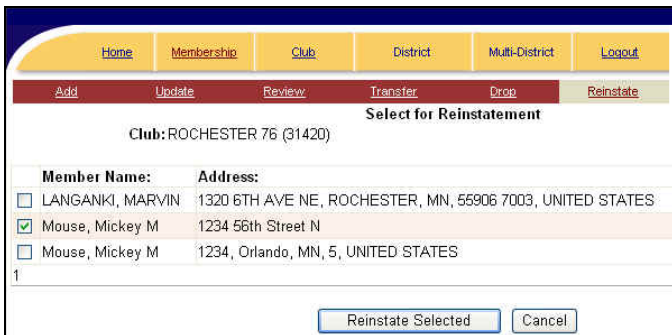 Home Membership Club District Multi-District Logout
Add Update Review Transfer Drop Reinstate
Select for Reinstatement
Club: ROCHESTER 76 (31420)
Member Name: Address:
LANGANKI, MARVIN 1320 6TH AVE NE, ROCHESTER, MN, 55906 7003, UNITED STATES
Mouse, Mickey M 1234 56th Street N
Mouse, Mickey M 1234, Orlando, MN, 5, UNITED STATES
1
Reinstate Selected Cancel